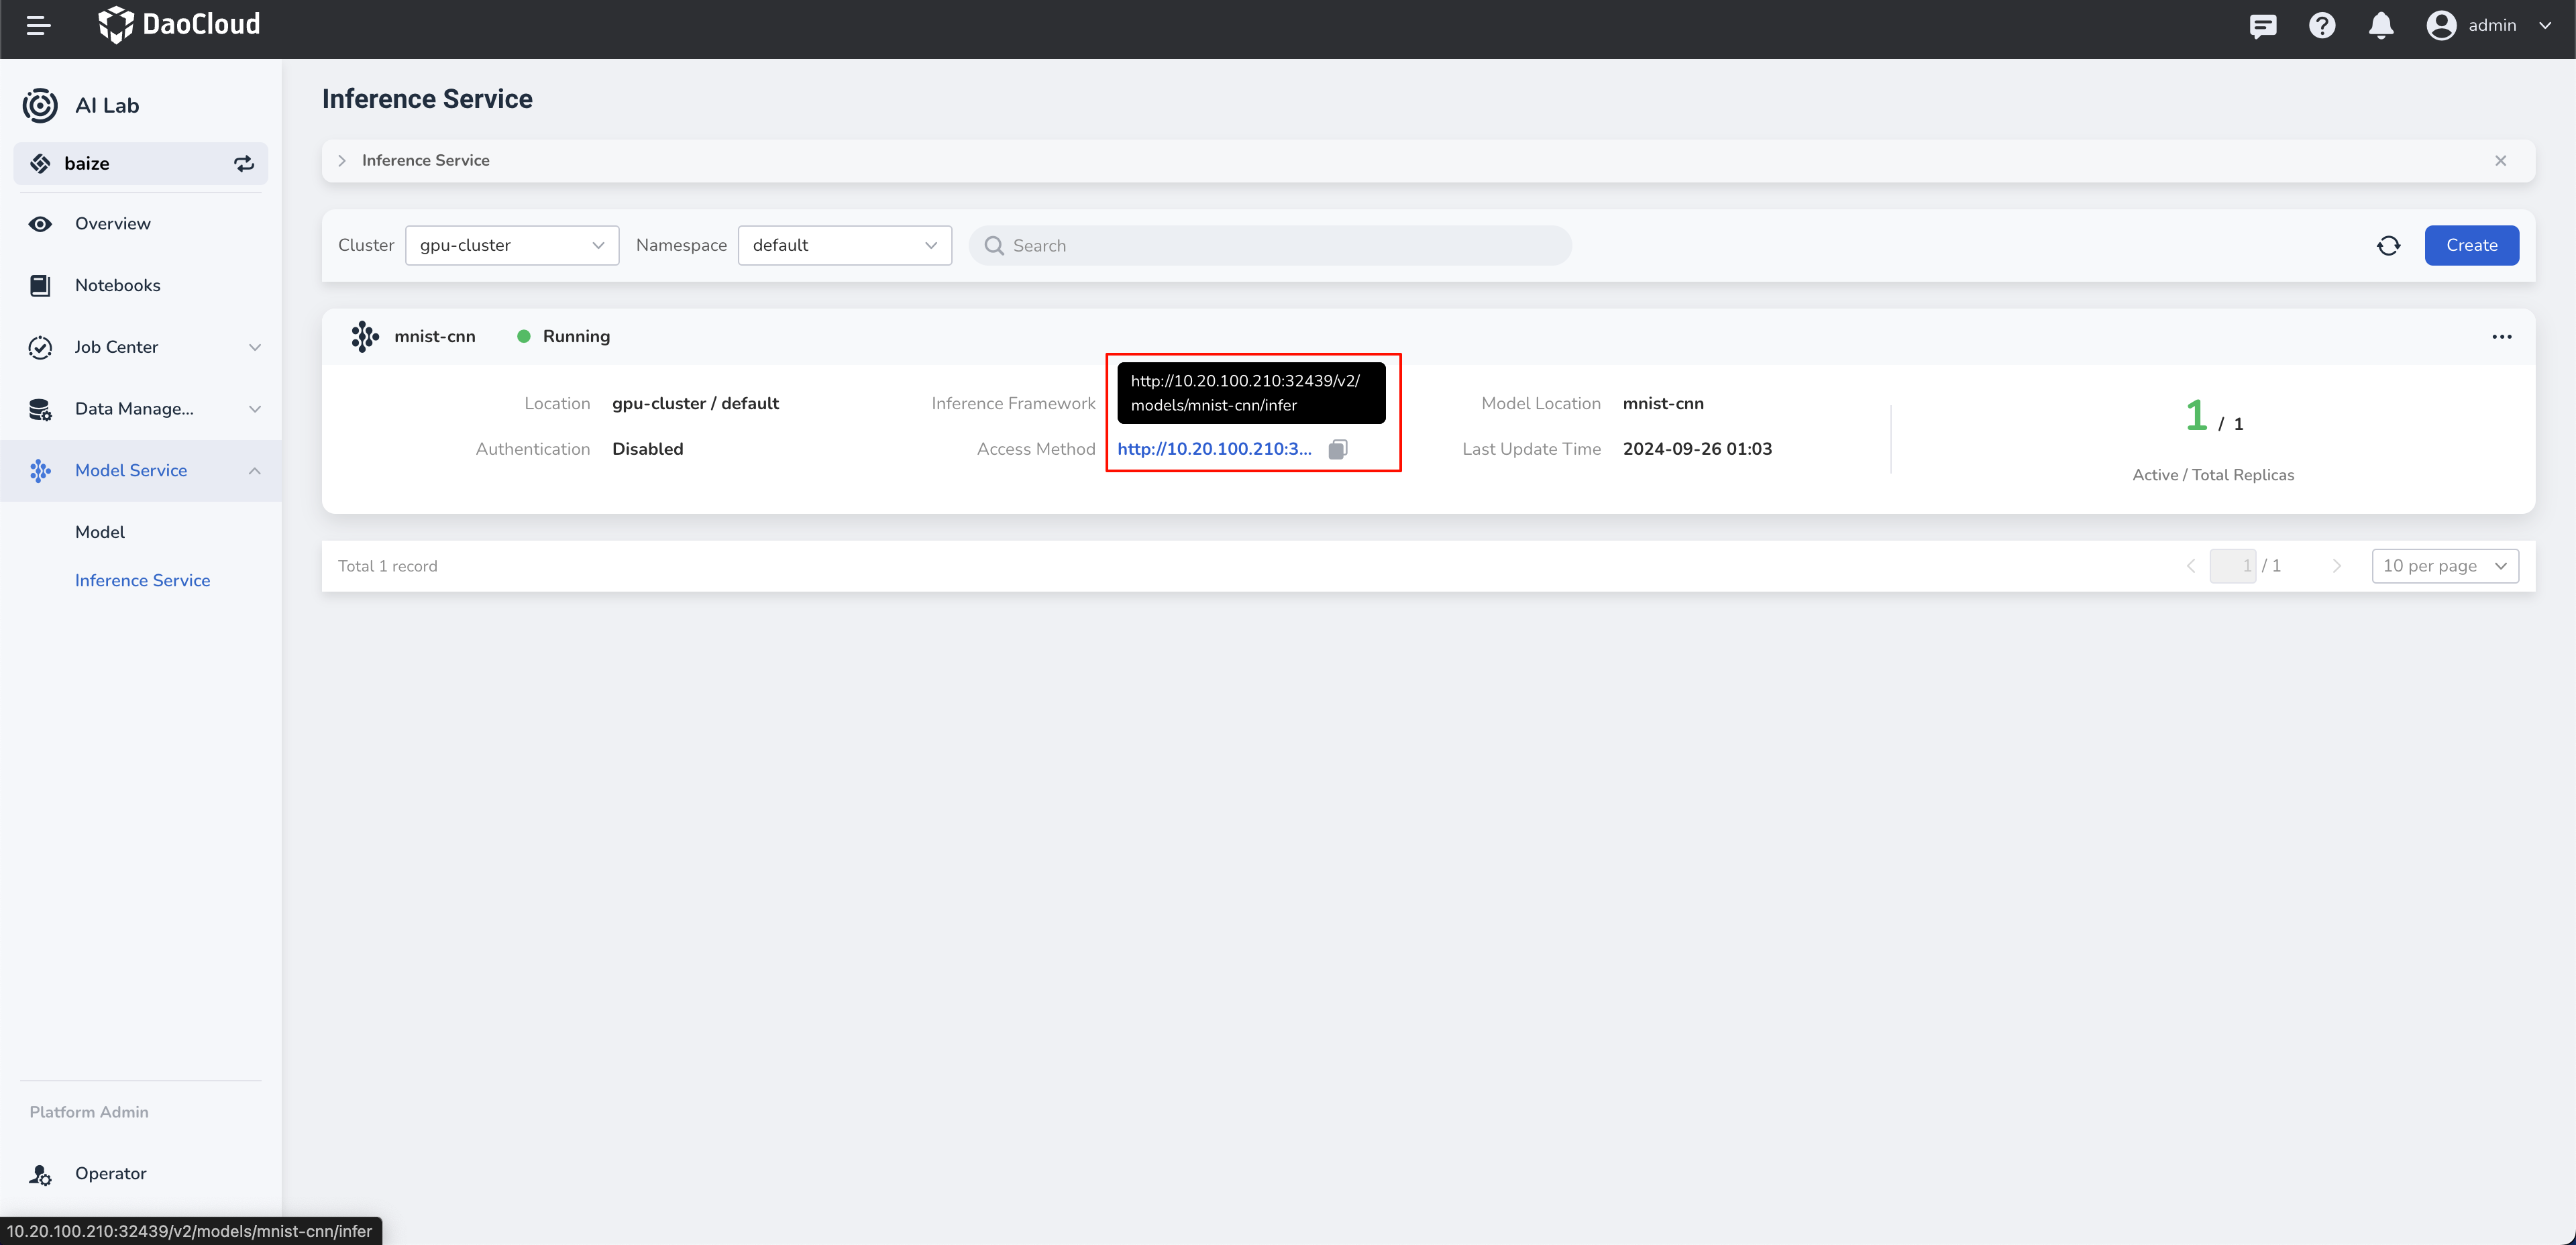 DaoCloud
admin
AI Lab
baize
Overview
Notebooks
Job Center
Data Manage...
Model Service
Model
Inference Service
Platform Admin
Operator
Inference Service
Inference Service
Cluster gpu-cluster Namespace default Search Create
mnist-cnn Running
http://10.20.100.210:32439/v2/
models/mnist-cnn/infer
Location gpu-cluster / default Inference Framework Model Location mnist-cnn
Authentication Disabled Access Method http://10.20.100.210:3... Last Update Time 2024-09-26 01:03
1 / 1
Active / Total Replicas
Total 1 record 1 / 1 10 per page
10.20.100.210:32439/v2/models/mnist-cnn/infer